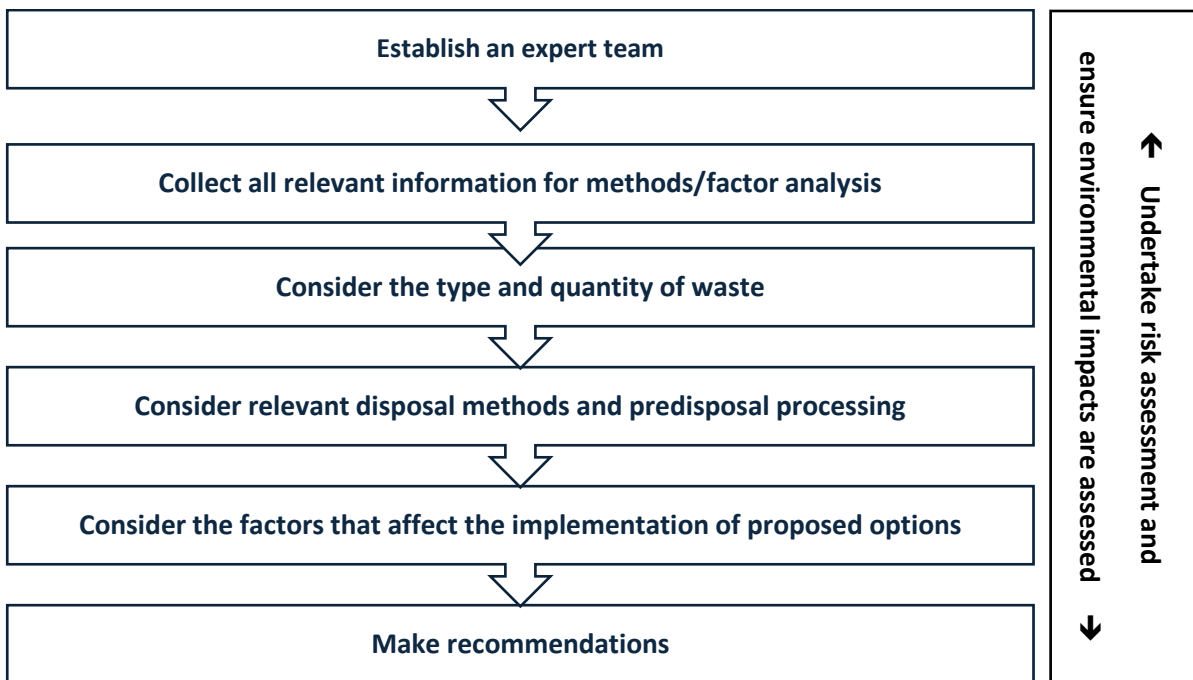 Establish an expert team
Collect all relevant information for methods/factor analysis
Consider the type and quantity of waste
Consider relevant disposal methods and predisposal processing
Consider the factors that affect the implementation of proposed options
Make recommendations
← Undertake risk assessment and
ensure environmental impacts are assessed →